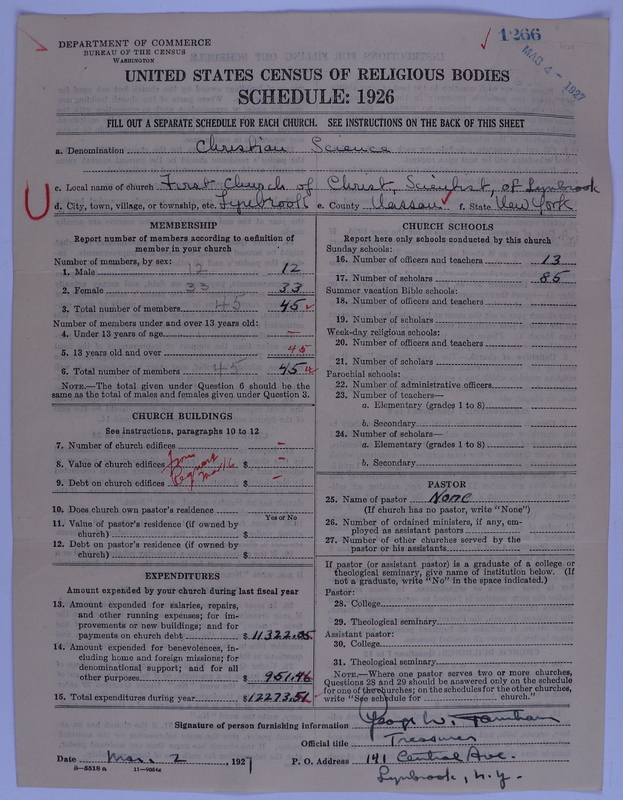 1266
MAR 4 - 1927
DEPARTMENT OF COMMERCE
BUREAU OF THE CENSUS
WASHINGTON
UNITED STATES CENSUS OF RELIGIOUS BODIES
SCHEDULE: 1926
FILL OUT A SEPARATE SCHEDULE FOR EACH CHURCH. SEE INSTRUCTIONS ON THE BACK OF THIS SHEET
a. Denomination Christian Science
c. Local name of church First Church of Christ, Scientist, of Lynbrook
d. City, town, village, or township, etc. Lynbrook e. County Nassau f. State New York
MEMBERSHIP
Report number of members according to definition of
member in your church
Number of members, by sex:
1. Male 12 12
2. Female 33 33
3. Total number of members 45 45
Number of members under and over 13 years old:
4. Under 13 years of age —
5. 13 years old and over 45
6. Total number of members 45 45
NOTE.—The total given under Question 6 should be the
same as the total of males and females given under Question 3.
CHURCH BUILDINGS
See instructions, paragraphs 10 to 12
7. Number of church edifices —
8. Value of church edifices $ —
9. Debt on church edifices $ —
10. Does church own pastor's residence
Yes or No
11. Value of pastor's residence (if owned by
church) $
12. Debt on pastor's residence (if owned by
church) $
EXPENDITURES
Amount expended by your church during last fiscal year
13. Amount expended for salaries, repairs,
and other running expenses; for im-
provements or new buildings; and for
payments on church debt $ 11322.05
14. Amount expended for benevolences, in-
cluding home and foreign missions; for
denominational support; and for all
other purposes $ 951.46
15. Total expenditures during year $ 12273.51
CHURCH SCHOOLS
Report here only schools conducted by this church
Sunday schools:
16. Number of officers and teachers 13
17. Number of scholars 85
Summer vacation Bible schools:
18. Number of officers and teachers
19. Number of scholars
Week-day religious schools:
20. Number of officers and teachers
21. Number of scholars
Parochial schools:
22. Number of administrative officers
23. Number of teachers—
a. Elementary (grades 1 to 8)
b. Secondary
24. Number of scholars—
a. Elementary (grades 1 to 8)
b. Secondary
PASTOR
25. Name of pastor None
(If church has no pastor, write "None")
26. Number of ordained ministers, if any, em-
ployed as assistant pastors
27. Number of other churches served by the
pastor or his assistants
If pastor (or assistant pastor) is a graduate of a college or
theological seminary, give name of institution below. (If
not a graduate, write "No" in the space indicated.)
Pastor:
28. College
29. Theological seminary
Assistant pastor:
30. College
31. Theological seminary
NOTE.—Where one pastor serves two or more churches,
Questions 28 and 29 should be answered only on the schedule
for one of the churches; on the schedules for the other churches,
write "See schedule for church."
Signature of person furnishing information George W. Farnham
Official title Treasurer
Date Mar. 2, 1927 P. O. Address 141 Central Ave.
8-5518a 11-9054a Lynbrook, N.Y.